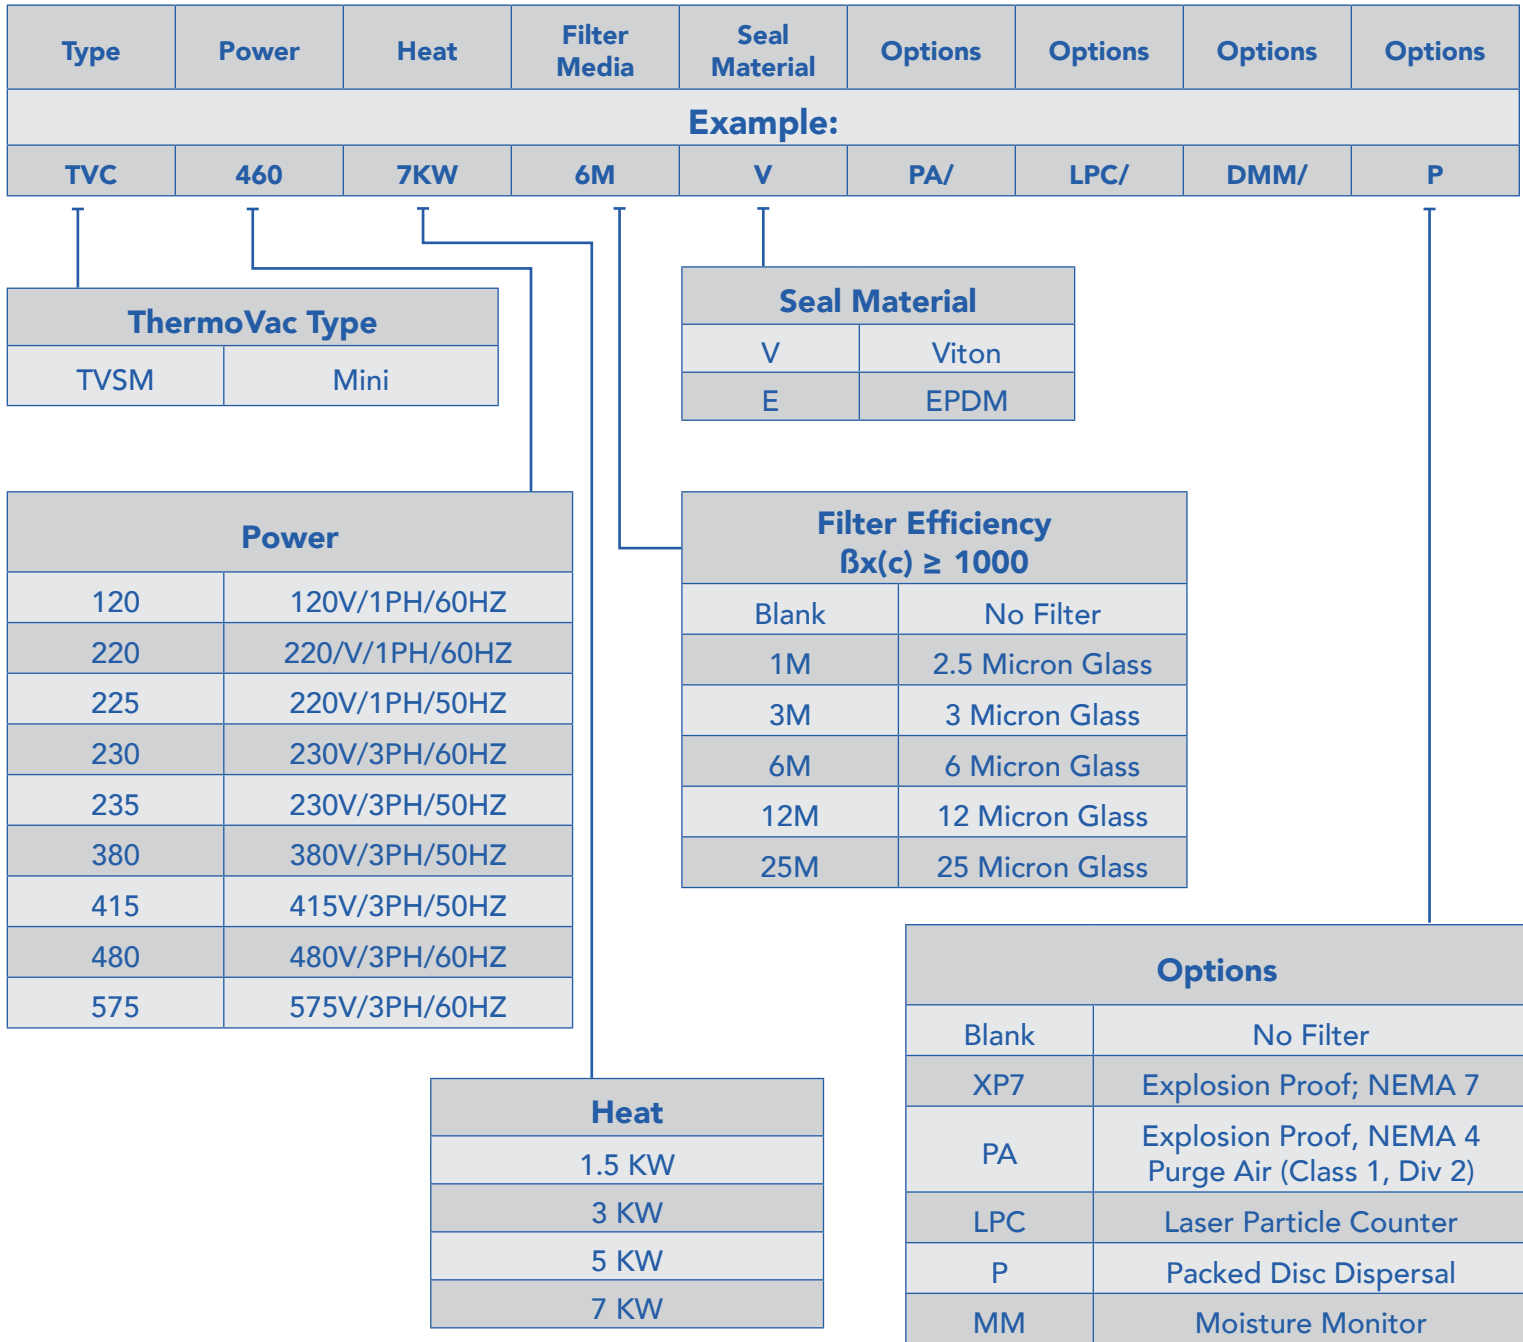 Type Power Heat Filter Media Seal Material Options Options Options Options
Example:
TVC 460 7KW 6M V PA/ LPC/ DMM/ P
ThermoVac Type
TVSM Mini
Seal Material
V Viton
E EPDM
Power
120 120V/1PH/60HZ
220 220/V/1PH/60HZ
225 220V/1PH/50HZ
230 230V/3PH/60HZ
235 230V/3PH/50HZ
380 380V/3PH/50HZ
415 415V/3PH/50HZ
480 480V/3PH/60HZ
575 575V/3PH/60HZ
Filter Efficiency
ßx(c) ≥ 1000
Blank No Filter
1M 2.5 Micron Glass
3M 3 Micron Glass
6M 6 Micron Glass
12M 12 Micron Glass
25M 25 Micron Glass
Heat
1.5 KW
3 KW
5 KW
7 KW
Options
Blank No Filter
XP7 Explosion Proof; NEMA 7
PA Explosion Proof, NEMA 4
Purge Air (Class 1, Div 2)
LPC Laser Particle Counter
P Packed Disc Dispersal
MM Moisture Monitor